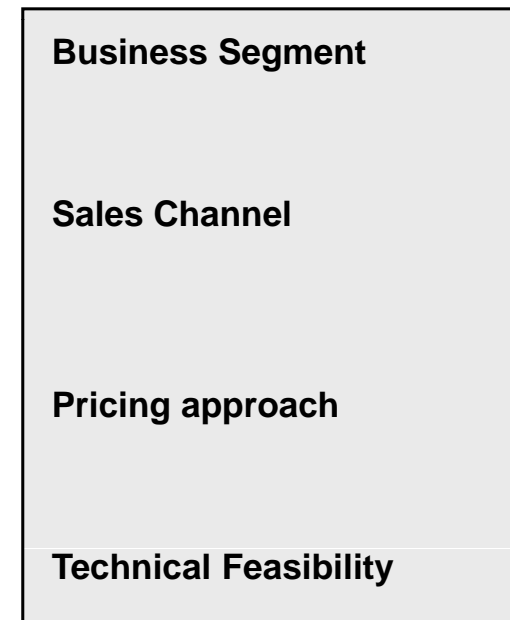 Business Segment
Sales Channel
Pricing approach
Technical Feasibility